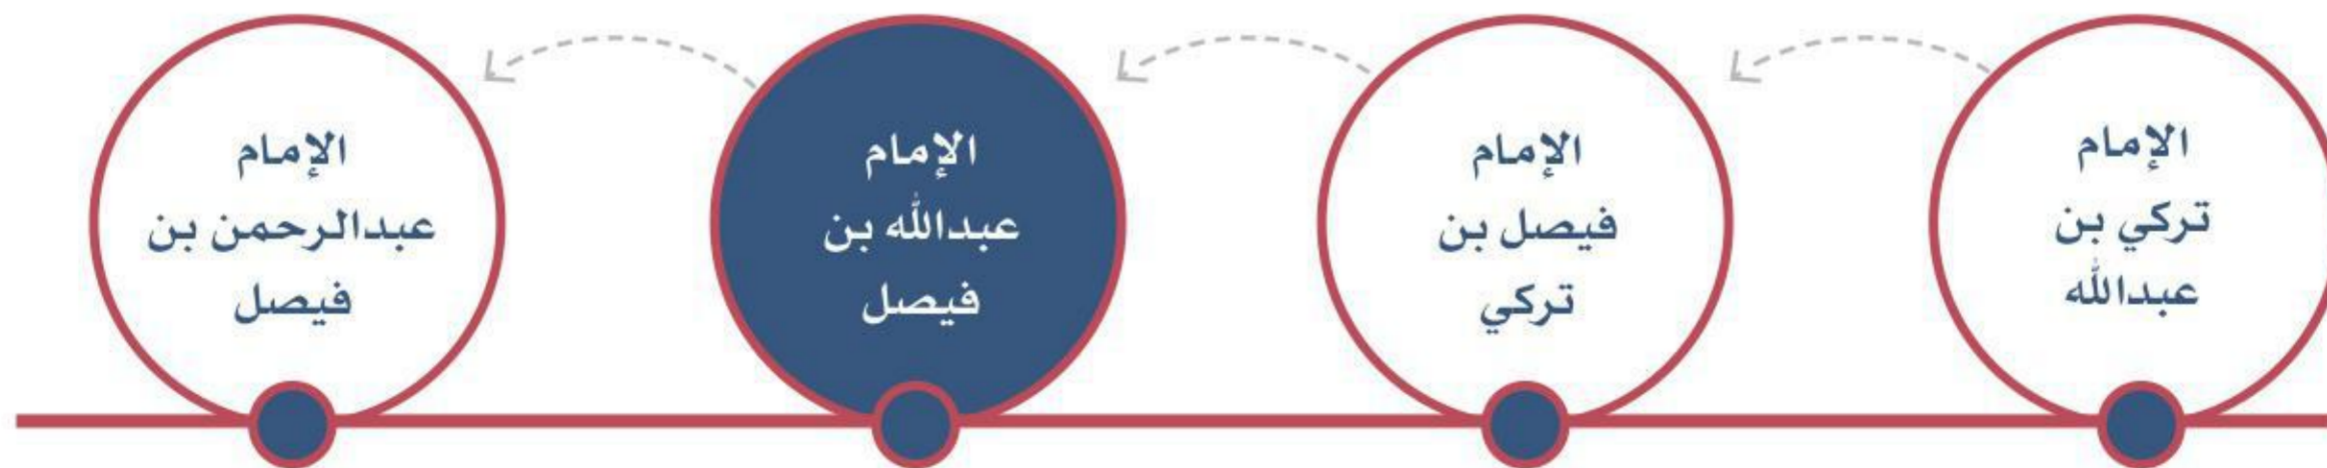 الإمام
تركي بن
عبدالله
الإمام
فيصل بن
تركي
الإمام
عبدالله بن
فيصل
الإمام
عبدالرحمن بن
فيصل